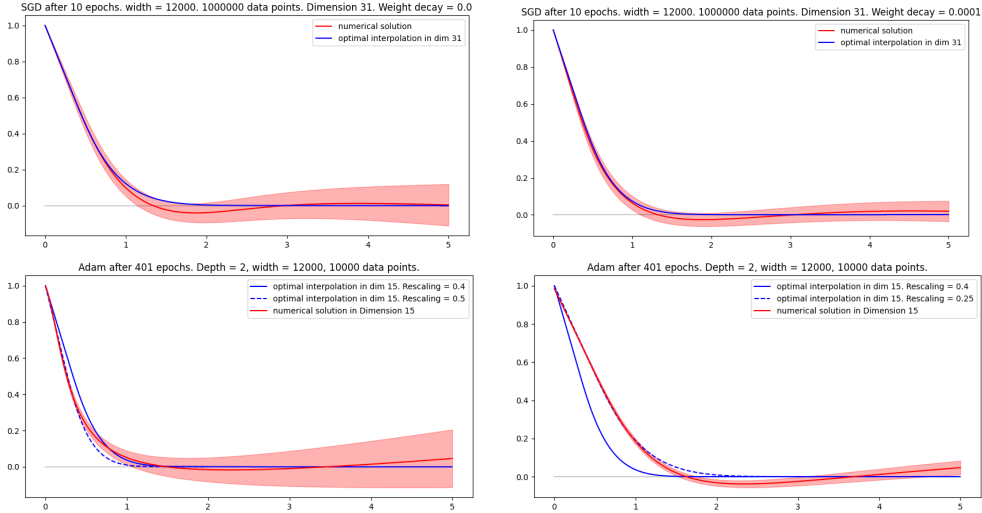 SGD after 10 epochs. width = 12000. 1000000 data points. Dimension 31. Weight decay = 0.0
numerical solution
optimal interpolation in dim 31
1.0
0.8
0.6
0.4
0.2
0.0
0 1 2 3 4 5
SGD after 10 epochs. width = 12000. 1000000 data points. Dimension 31. Weight decay = 0.0001
numerical solution
optimal interpolation in dim 31
1.0
0.8
0.6
0.4
0.2
0.0
0 1 2 3 4 5
Adam after 401 epochs. Depth = 2, width = 12000, 10000 data points.
optimal interpolation in dim 15. Rescaling = 0.4
optimal interpolation in dim 15. Rescaling = 0.5
numerical solution in Dimension 15
1.0
0.8
0.6
0.4
0.2
0.0
0 1 2 3 4 5
Adam after 401 epochs. Depth = 2, width = 12000, 10000 data points.
optimal interpolation in dim 15. Rescaling = 0.4
optimal interpolation in dim 15. Rescaling = 0.25
numerical solution in Dimension 15
1.0
0.8
0.6
0.4
0.2
0.0
0 1 2 3 4 5